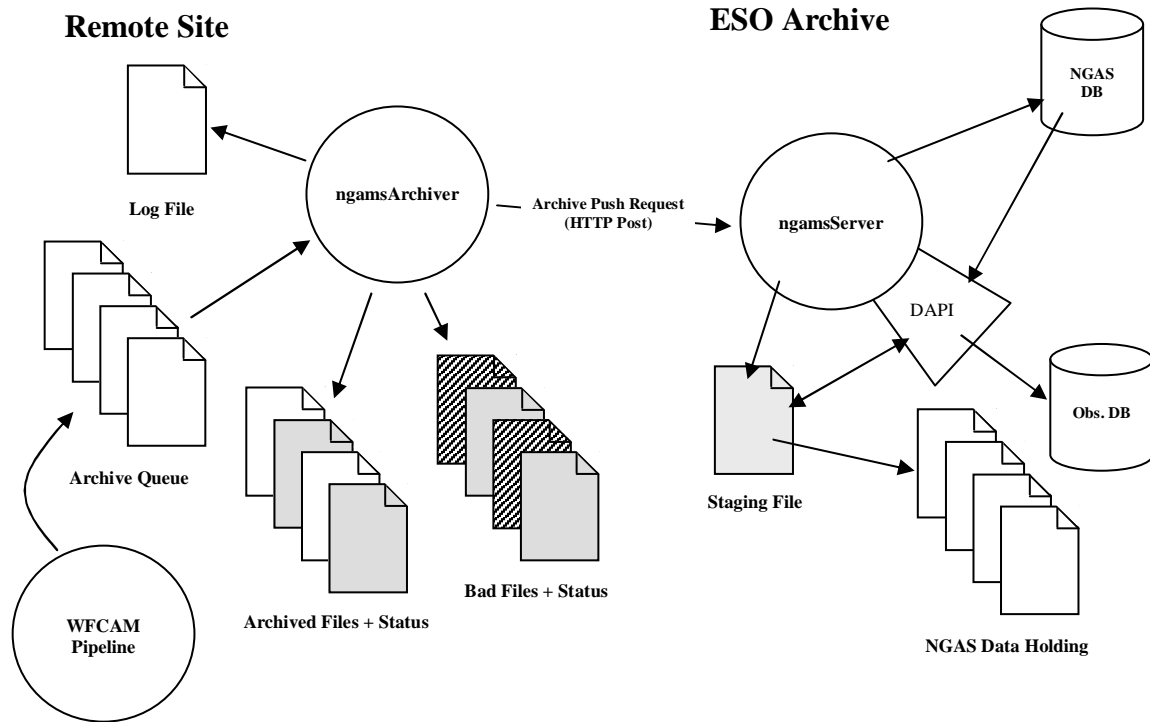 Remote Site
ESO Archive
NGAS
DB
ngamsArchiver
Archive Push Request
(HTTP Post)
ngamsServer
Log File
DAPI
Obs. DB
Archive Queue
Staging File
Bad Files + Status
Archived Files + Status
WFCAM
Pipeline
NGAS Data Holding